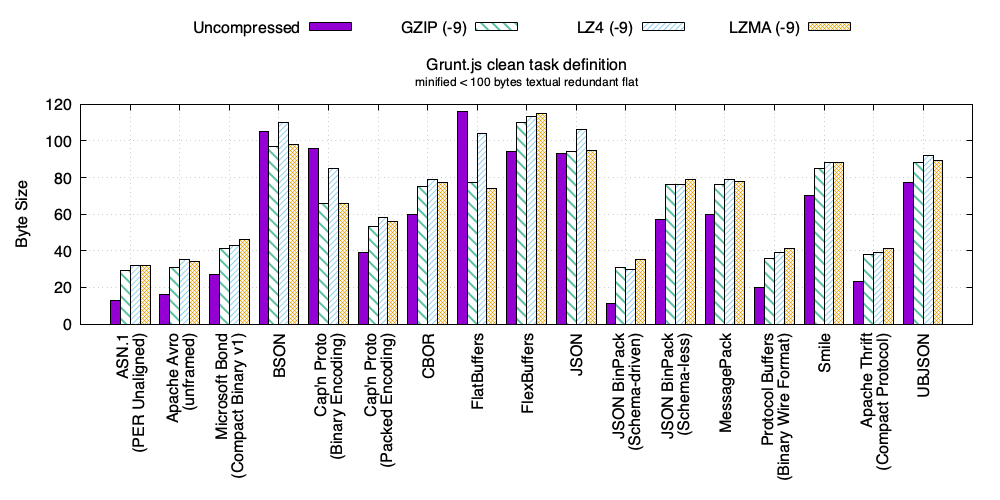 Uncompressed GZIP (-9) LZ4 (-9) LZMA (-9)
Grunt.js clean task definition
minified < 100 bytes textual redundant flat
Byte Size
120
100
80
60
40
20
0
ASN.1
(PER Unaligned)
Apache Avro
(unframed)
Microsoft Bond
(Compact Binary v1)
BSON
Cap'n Proto
(Binary Encoding)
Cap'n Proto
(Packed Encoding)
CBOR
FlatBuffers
FlexBuffers
JSON
JSON BinPack
(Schema-driven)
JSON BinPack
(Schema-less)
MessagePack
Protocol Buffers
(Binary Wire Format)
Smile
Apache Thrift
(Compact Protocol)
UBJSON